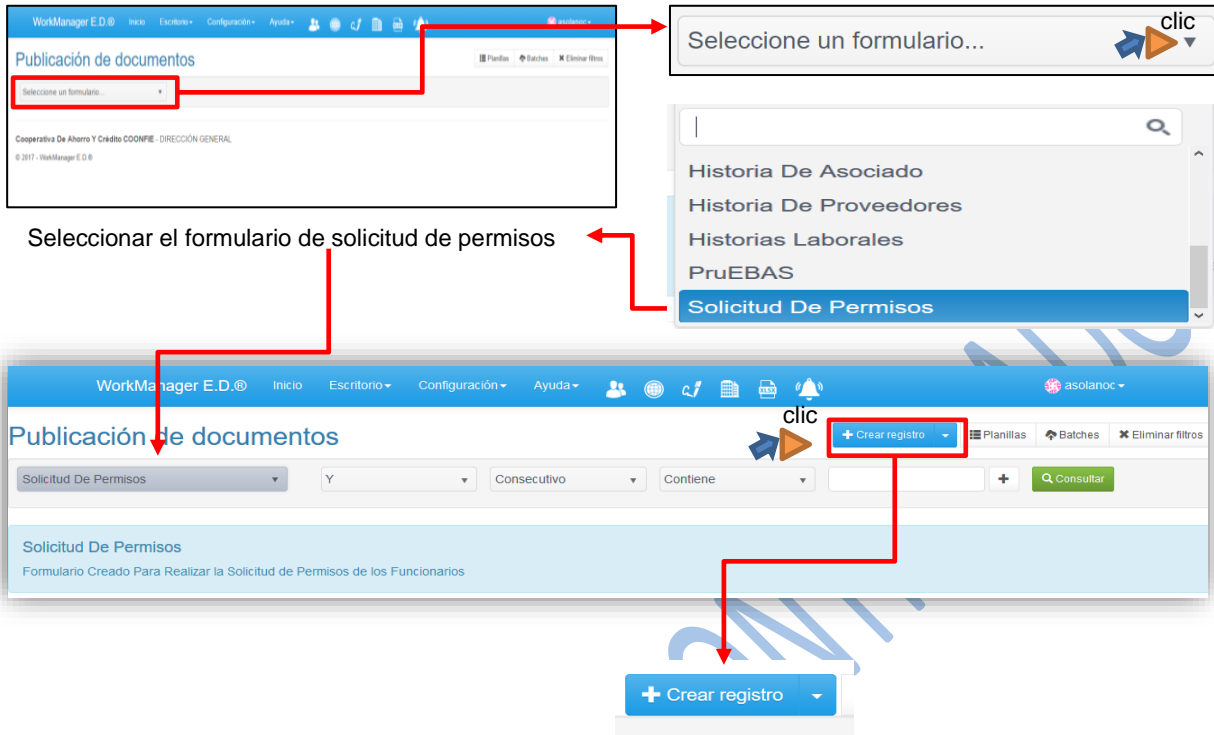 WorkManager E.D.® Inicio Escritorio Configuración Ayuda asolanoc
Publicación de documentos
Planillas Batches Eliminar filtros
Seleccione un formulario...
Cooperativa De Ahorro Y Crédito COONFIE - DIRECCIÓN GENERAL
© 2017 - WorkManager E.D.®
clic
Seleccione un formulario...
Historia De Asociado
Historia De Proveedores
Historias Laborales
PruEBAS
Solicitud De Permisos
Seleccionar el formulario de solicitud de permisos
WorkManager E.D.® Inicio Escritorio Configuración Ayuda XLSX asolanoc
clic
Publicación de documentos
Crear registro Planillas Batches Eliminar filtros
Solicitud De Permisos Y Consecutivo Contiene + Consultar
Solicitud De Permisos
Formulario Creado Para Realizar la Solicitud de Permisos de los Funcionarios
Crear registro